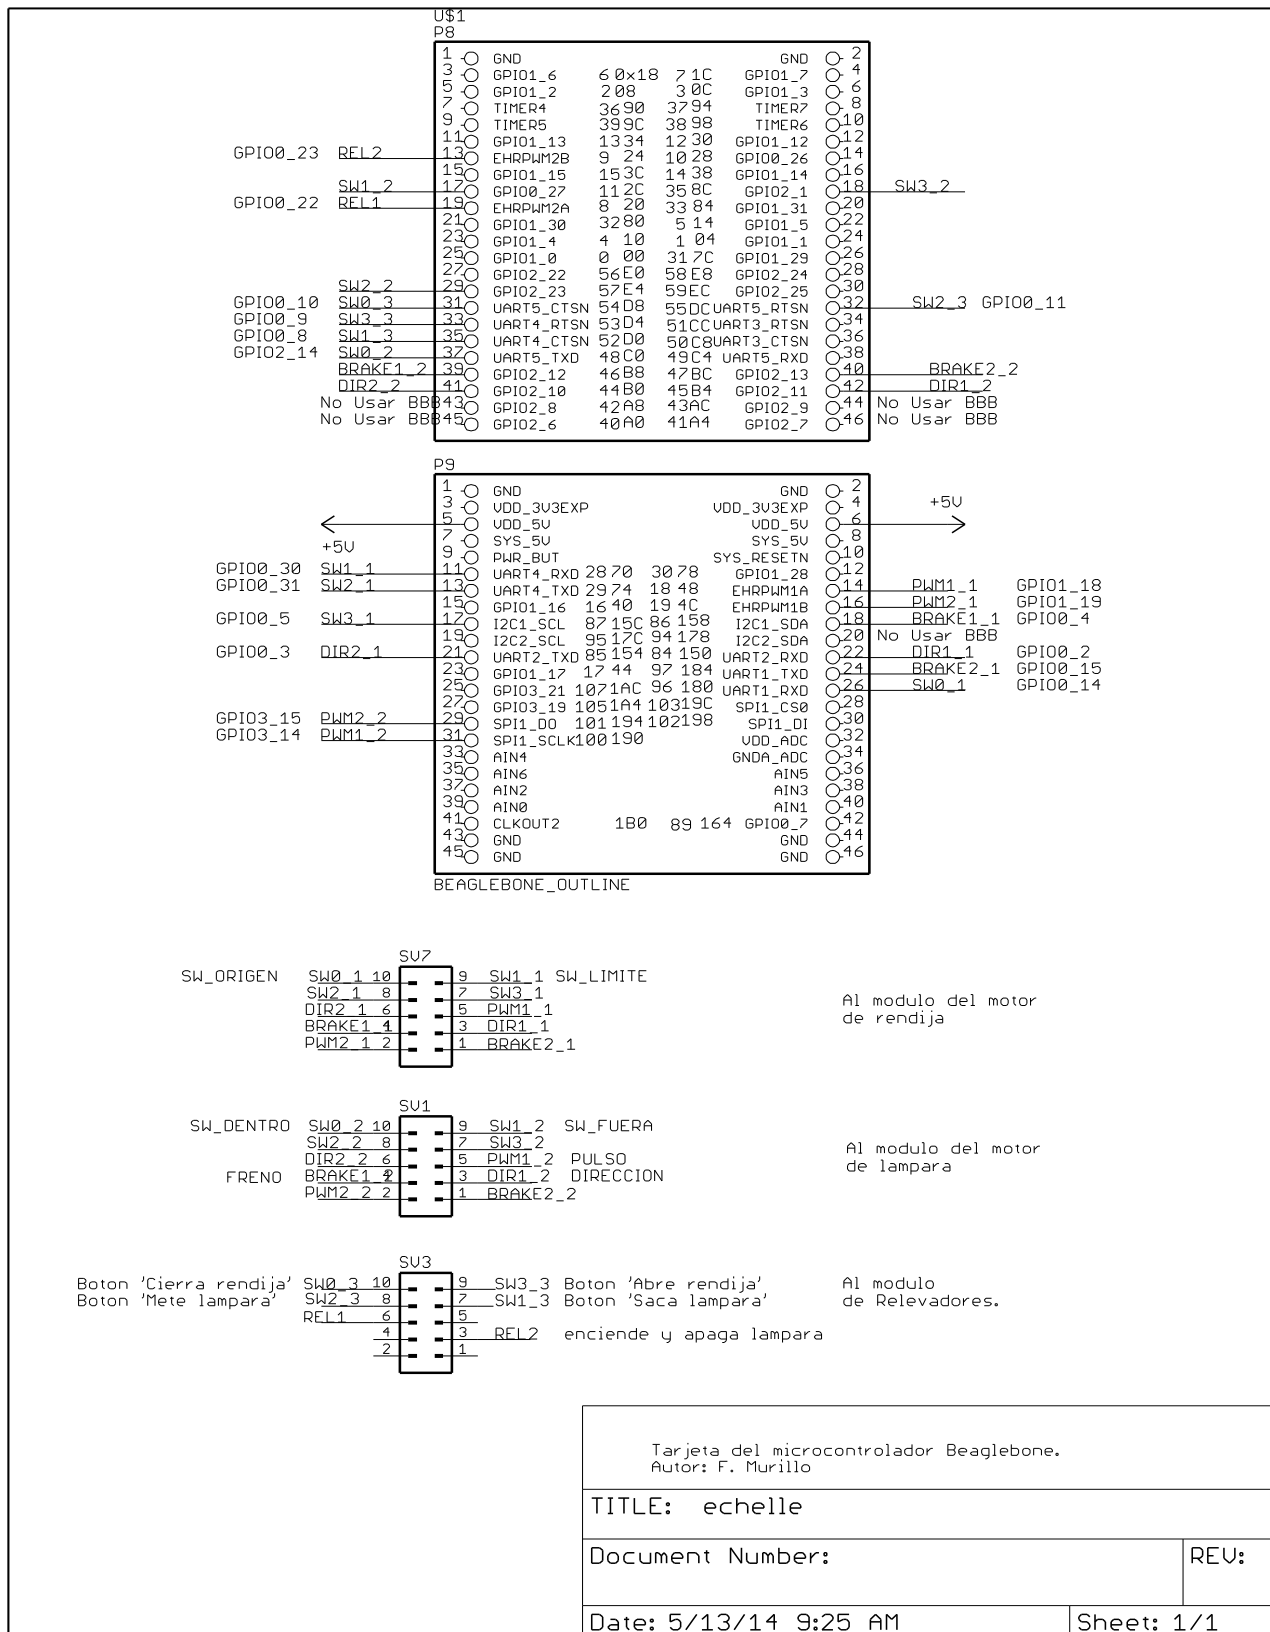 U$1
P8
1 GND GND 2
3 GPIO1_6 6 0x18 7 1C GPIO1_7 4
5 GPIO1_2 2 08 3 0C GPIO1_3 6
7 TIMER4 36 90 37 94 TIMER7 8
9 TIMER5 39 9C 38 98 TIMER6 10
11 GPIO1_13 13 34 12 30 GPIO1_12 12
GPIO0_23 REL2 13 EHRPWM2B 9 24 10 28 GPIO0_26 14
15 GPIO1_15 15 3C 14 38 GPIO1_14 16
SW1_2 17 GPIO0_27 11 2C 35 8C GPIO2_1 18 SW3_2
GPIO0_22 REL1 19 EHRPWM2A 8 20 33 84 GPIO1_31 20
21 GPIO1_30 32 80 5 14 GPIO1_5 22
23 GPIO1_4 4 10 1 04 GPIO1_1 24
25 GPIO1_0 0 00 31 7C GPIO1_29 26
27 GPIO2_22 56 E0 58 E8 GPIO2_24 28
SW2_2 29 GPIO2_23 57 E4 59 EC GPIO2_25 30
GPIO0_10 SW0_3 31 UART5_CTSN 54 D8 55 DC UART5_RTSN 32 SW2_3 GPIO0_11
GPIO0_9 SW3_3 33 UART4_RTSN 53 D4 51 CC UART3_RTSN 34
GPIO0_8 SW1_3 35 UART4_CTSN 52 D0 50 C8 UART3_CTSN 36
GPIO2_14 SW0_2 37 UART5_TXD 48 C0 49 C4 UART5_RXD 38
BRAKE1_2 39 GPIO2_12 46 B8 47 BC GPIO2_13 40 BRAKE2_2
DIR2_2 41 GPIO2_10 44 B0 45 B4 GPIO2_11 42 DIR1_2
No Usar BBB 43 GPIO2_8 42 A8 43 AC GPIO2_9 44 No Usar BBB
No Usar BBB 45 GPIO2_6 40 A0 41 A4 GPIO2_7 46 No Usar BBB
P9
1 GND GND 2
3 VDD_3V3EXP VDD_3V3EXP 4
+5V 5 VDD_5V VDD_5V 6 +5V
7 SYS_5V SYS_5V 8
9 PWR_BUT SYS_RESETN 10
GPIO0_30 SW1_1 11 UART4_RXD 28 70 30 78 GPIO1_28 12
GPIO0_31 SW2_1 13 UART4_TXD 29 74 18 48 EHRPWM1A 14 PWM1_1 GPIO1_18
15 GPIO1_16 16 40 19 4C EHRPWM1B 16 PWM2_1 GPIO1_19
GPIO0_5 SW3_1 17 I2C1_SCL 87 15C 86 158 I2C1_SDA 18 BRAKE1_1 GPIO0_4
19 I2C2_SCL 95 17C 94 178 I2C2_SDA 20 No Usar BBB
GPIO0_3 DIR2_1 21 UART2_TXD 85 154 84 150 UART2_RXD 22 DIR1_1 GPIO0_2
23 GPIO1_17 17 44 97 184 UART1_TXD 24 BRAKE2_1 GPIO0_15
25 GPIO3_21 107 1AC 96 180 UART1_RXD 26 SW0_1 GPIO0_14
27 GPIO3_19 105 1A4 103 19C SPI1_CS0 28
GPIO3_15 PWM2_2 29 SPI1_DO 101 194 102 198 SPI1_DI 30
GPIO3_14 PWM1_2 31 SPI1_SCLK 100 190 VDD_ADC 32
33 AIN4 GNDA_ADC 34
35 AIN6 AIN5 36
37 AIN2 AIN3 38
39 AIN0 AIN1 40
41 CLKOUT2 1B0 89 164 GPIO0_7 42
43 GND GND 44
45 GND GND 46
BEAGLEBONE_OUTLINE
SV7
SW_ORIGEN SW0_1 10 9 SW1_1 SW_LIMITE
SW2_1 8 7 SW3_1
DIR2_1 6 5 PWM1_1
BRAKE1_1 4 3 DIR1_1
PWM2_1 2 1 BRAKE2_1
Al modulo del motor
de rendija
SV1
SW_DENTRO SW0_2 10 9 SW1_2 SW_FUERA
SW2_2 8 7 SW3_2
DIR2_2 6 5 PWM1_2 PULSO
FRENO BRAKE1_2 4 3 DIR1_2 DIRECCION
PWM2_2 2 1 BRAKE2_2
Al modulo del motor
de lampara
SV3
Boton 'Cierra rendija' SW0_3 10 9 SW3_3 Boton 'Abre rendija'
Boton 'Mete lampara' SW2_3 8 7 SW1_3 Boton 'Saca lampara'
REL1 6 5
4 3 REL2 enciende y apaga lampara
2 1
Al modulo
de Relevadores.
Tarjeta del microcontrolador Beaglebone.
Autor: F. Murillo
TITLE: echelle
Document Number:
REV:
Date: 5/13/14 9:25 AM
Sheet: 1/1